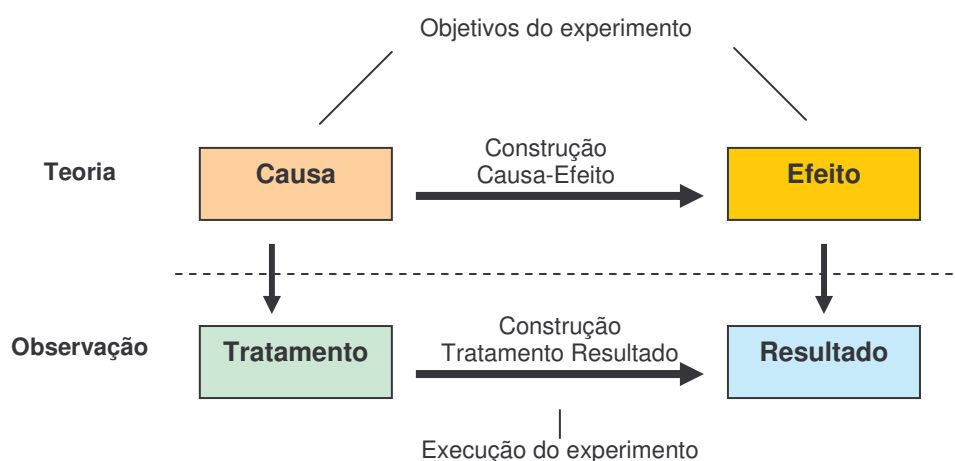 Objetivos do experimento
Teoria
Causa
Construção
Causa-Efeito
Efeito
Observação
Tratamento
Construção
Tratamento Resultado
Resultado
Execução do experimento